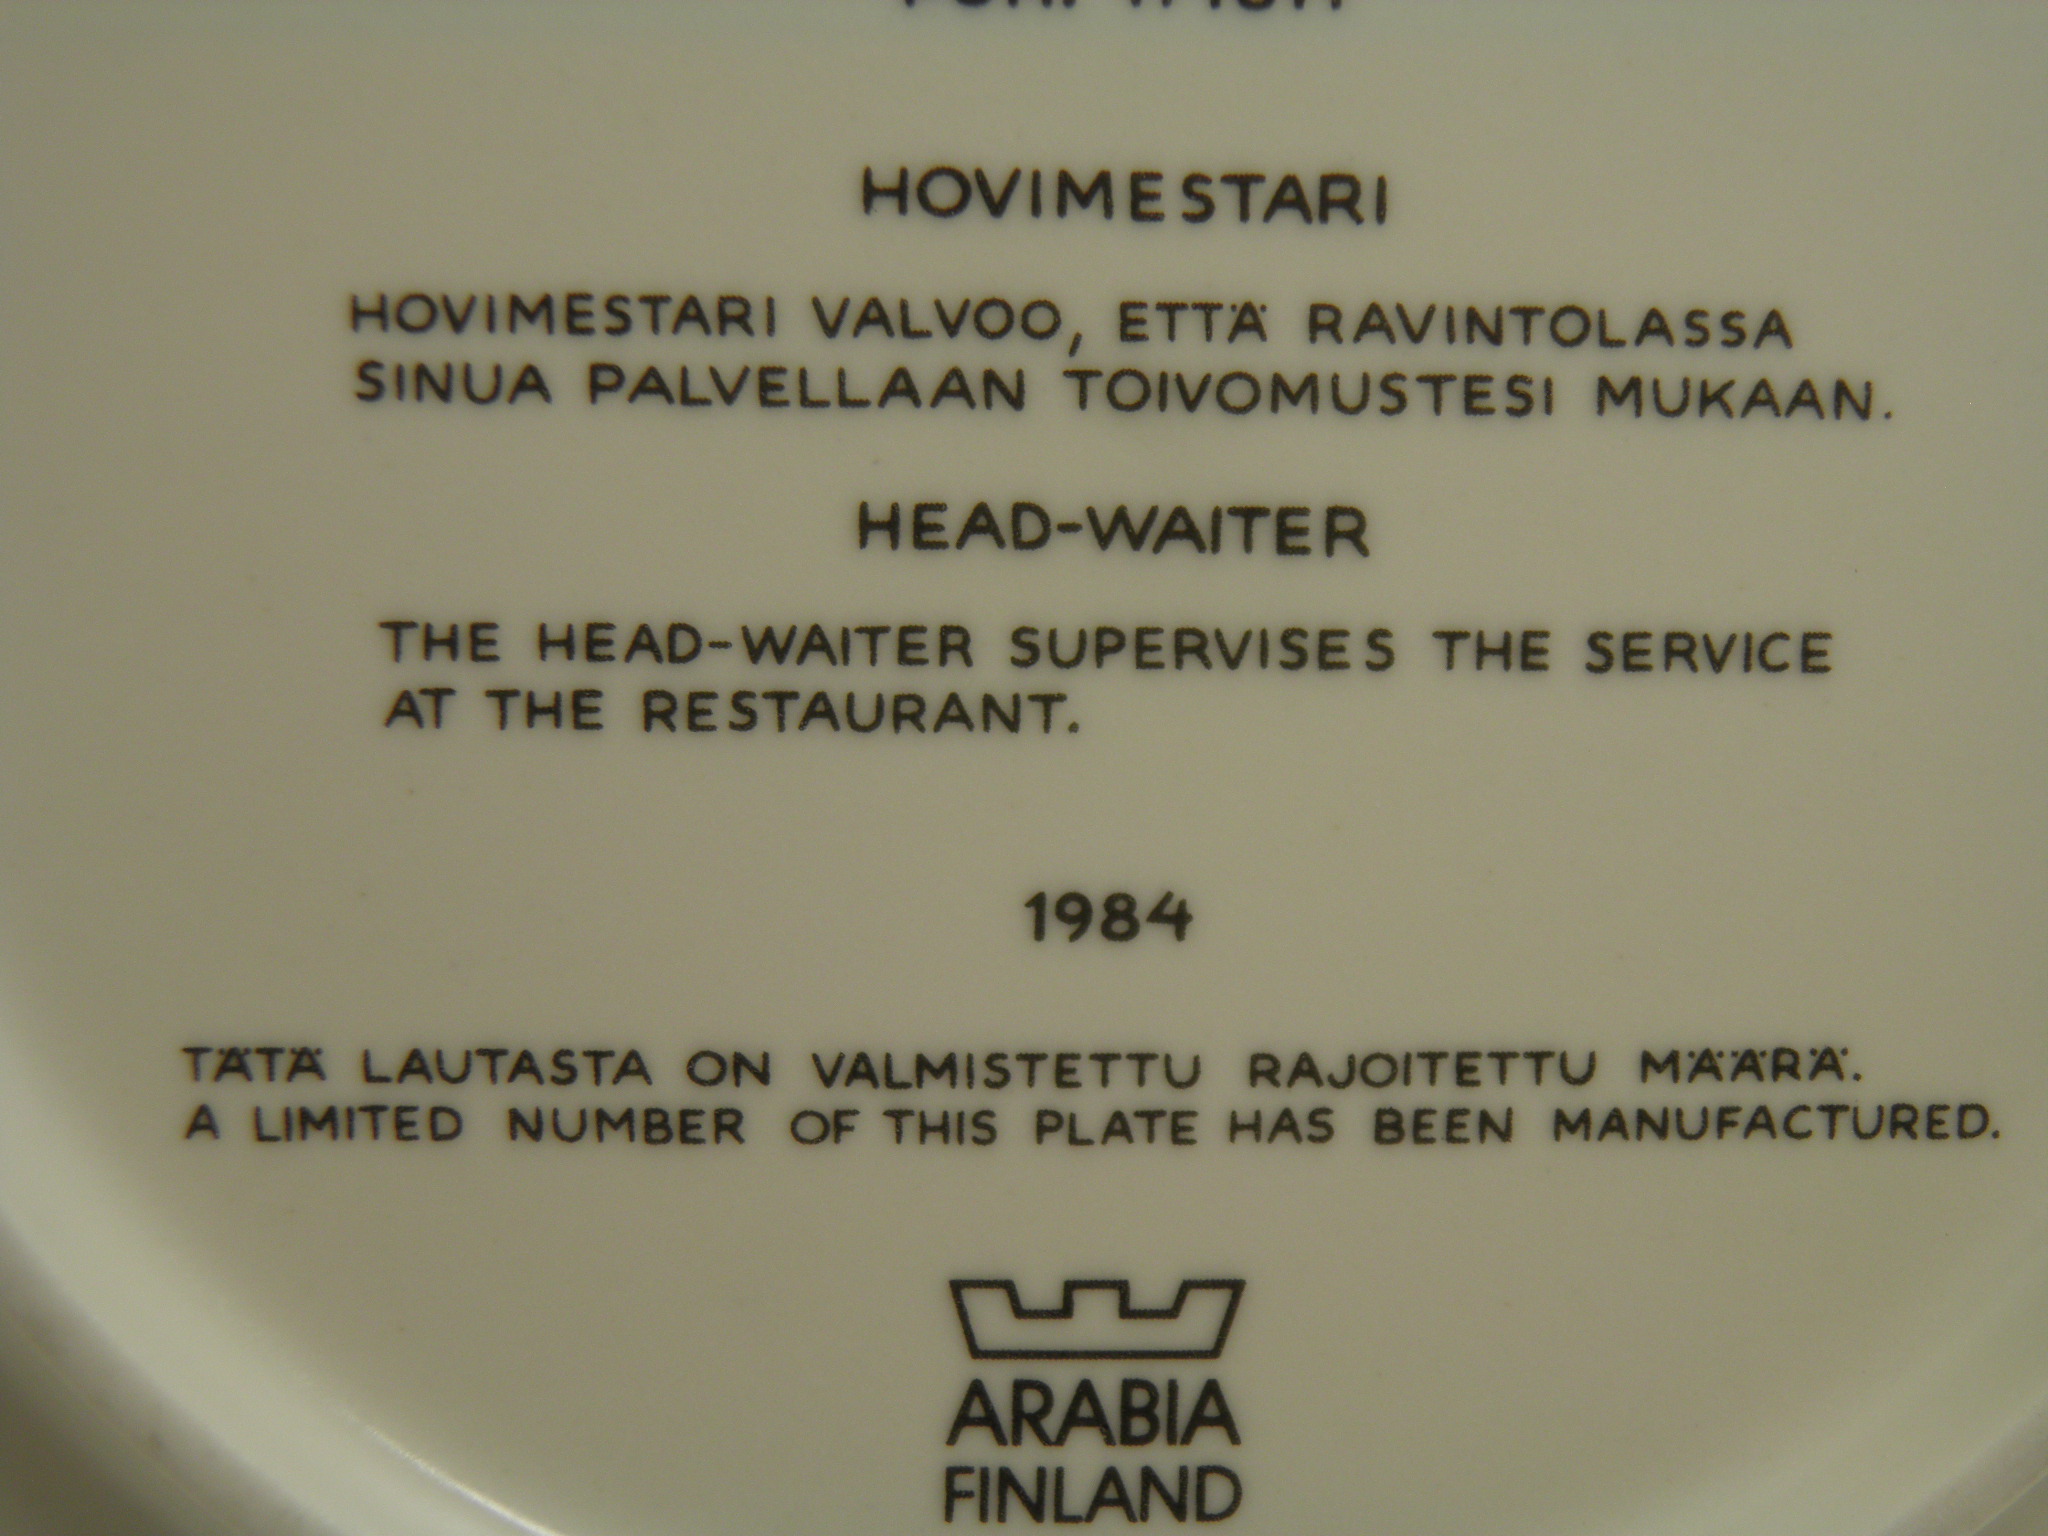 HOVIMESTARI
HOVIMESTARI VALVOO, ETTÄ RAVINTOLASSA
SINUA PALVELLAAN TOIVOMUSTESI MUKAAN.
HEAD-WAITER
THE HEAD-WAITER SUPERVISES THE SERVICE
AT THE RESTAURANT.
1984
TÄTÄ LAUTASTA ON VALMISTETTU RAJOITETTU MÄÄRÄ.
A LIMITED NUMBER OF THIS PLATE HAS BEEN MANUFACTURED.
ARABIA
FINLAND